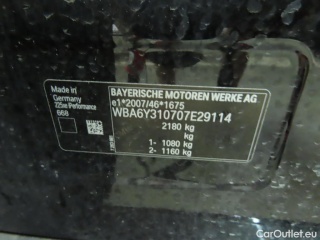 Made in
Germany
225xe Performance
668
BAYERISCHE MOTOREN WERKE AG
e1*2007/46*1675
WBA6Y310707E29114
2180 kg
kg
1- 1080 kg
2- 1160 kg
CarOutlet.eu